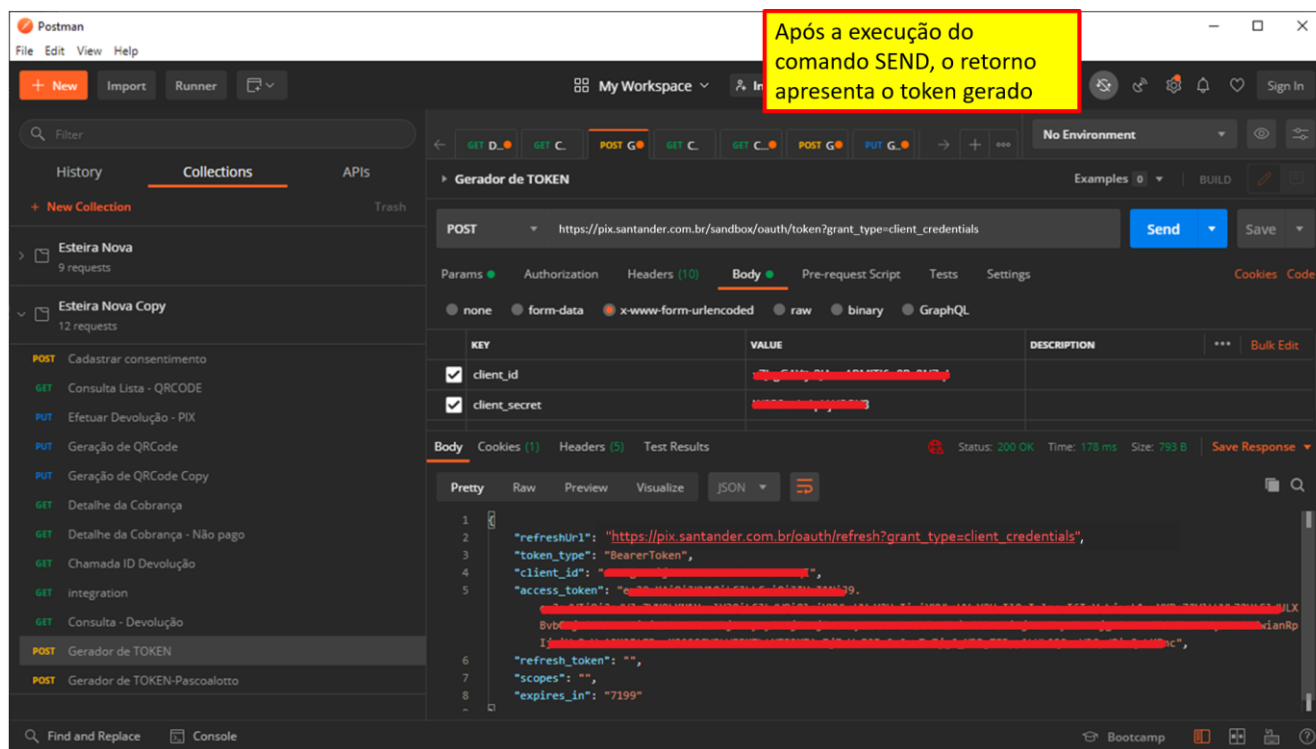 Postman
File Edit View Help
Após a execução do
comando SEND, o retorno
apresenta o token gerado
+ New Import Runner
My Workspace
Sign In
Filter
History Collections APIs
+ New Collection Trash
Esteira Nova
9 requests
Esteira Nova Copy
12 requests
POST Cadastrar consentimento
GET Consulta Lista - QRCODE
PUT Efetuar Devolução - PIX
PUT Geração de QRCode
PUT Geração de QRCode Copy
GET Detalhe da Cobrança
GET Detalhe da Cobrança - Não pago
GET Chamada ID Devolução
GET integration
GET Consulta - Devolução
POST Gerador de TOKEN
POST Gerador de TOKEN-Pascoalotto
GET D... GET C. POST G GET C. GET C... POST G PUT G..
No Environment
Gerador de TOKEN
Examples 0 BUILD
POST https://pix.santander.com.br/sandbox/oauth/token?grant_type=client_credentials
Send Save
Params Authorization Headers (10) Body Pre-request Script Tests Settings Cookies Code
none form-data x-www-form-urlencoded raw binary GraphQL
KEY VALUE DESCRIPTION ••• Bulk Edit
client_id
client_secret
Body Cookies (1) Headers (5) Test Results Status: 200 OK Time: 178 ms Size: 793 B Save Response
Pretty Raw Preview Visualize JSON
1 {
2 "refreshUrl": "https://pix.santander.com.br/oauth/refresh?grant_type=client_credentials",
3 "token_type": "BearerToken",
4 "client_id": "
5 "access_token": "
6 "refresh_token": "",
7 "scopes": "",
8 "expires_in": "7199"
Find and Replace Console
Bootcamp